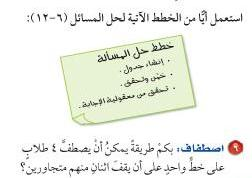 استعمل أيًّا من الخطط الآتية لحل المسائل (٦-١٢):
خطط حل المسألة
• إنشاء جدول.
• خمّن وتحقق.
• تحقق من معقولية الإجابة.
٩ اصطفاف: بكم طريقةً يمكنُ أنْ يصطفَّ ٤ طلابٍ
على خطٍّ واحدٍ على أن يقفَ اثنانِ منهم متجاورين؟